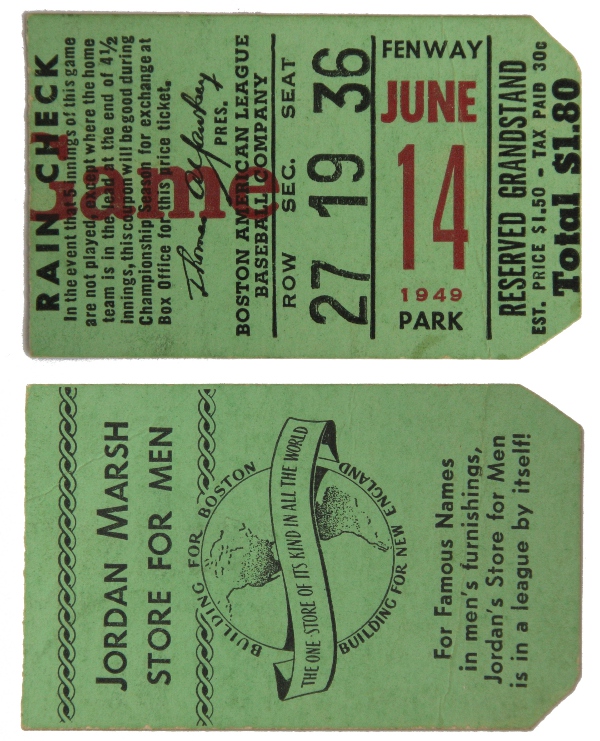 RAIN CHECK
Game
In the event that 5 innings of this game
are not played, except where the home
team is in the lead at the end of 4½
innings, this coupon will be good during
Championship Season for exchange at
Box Office for this price ticket.
Thomas A Yawkey
PRES.
BOSTON AMERICAN LEAGUE
BASEBALL COMPANY
ROW SEC. SEAT
27 19 36
FENWAY
JUNE
14
1949
PARK
RESERVED GRANDSTAND
EST. PRICE $1.50 - TAX PAID 30c
Total $1.80
JORDAN MARSH
STORE FOR MEN
BUILDING FOR BOSTON
THE ONE STORE OF ITS KIND IN ALL THE WORLD
BUILDING FOR NEW ENGLAND
For Famous Names
in men's furnishings,
Jordan's Store for Men
is in a league by itself!